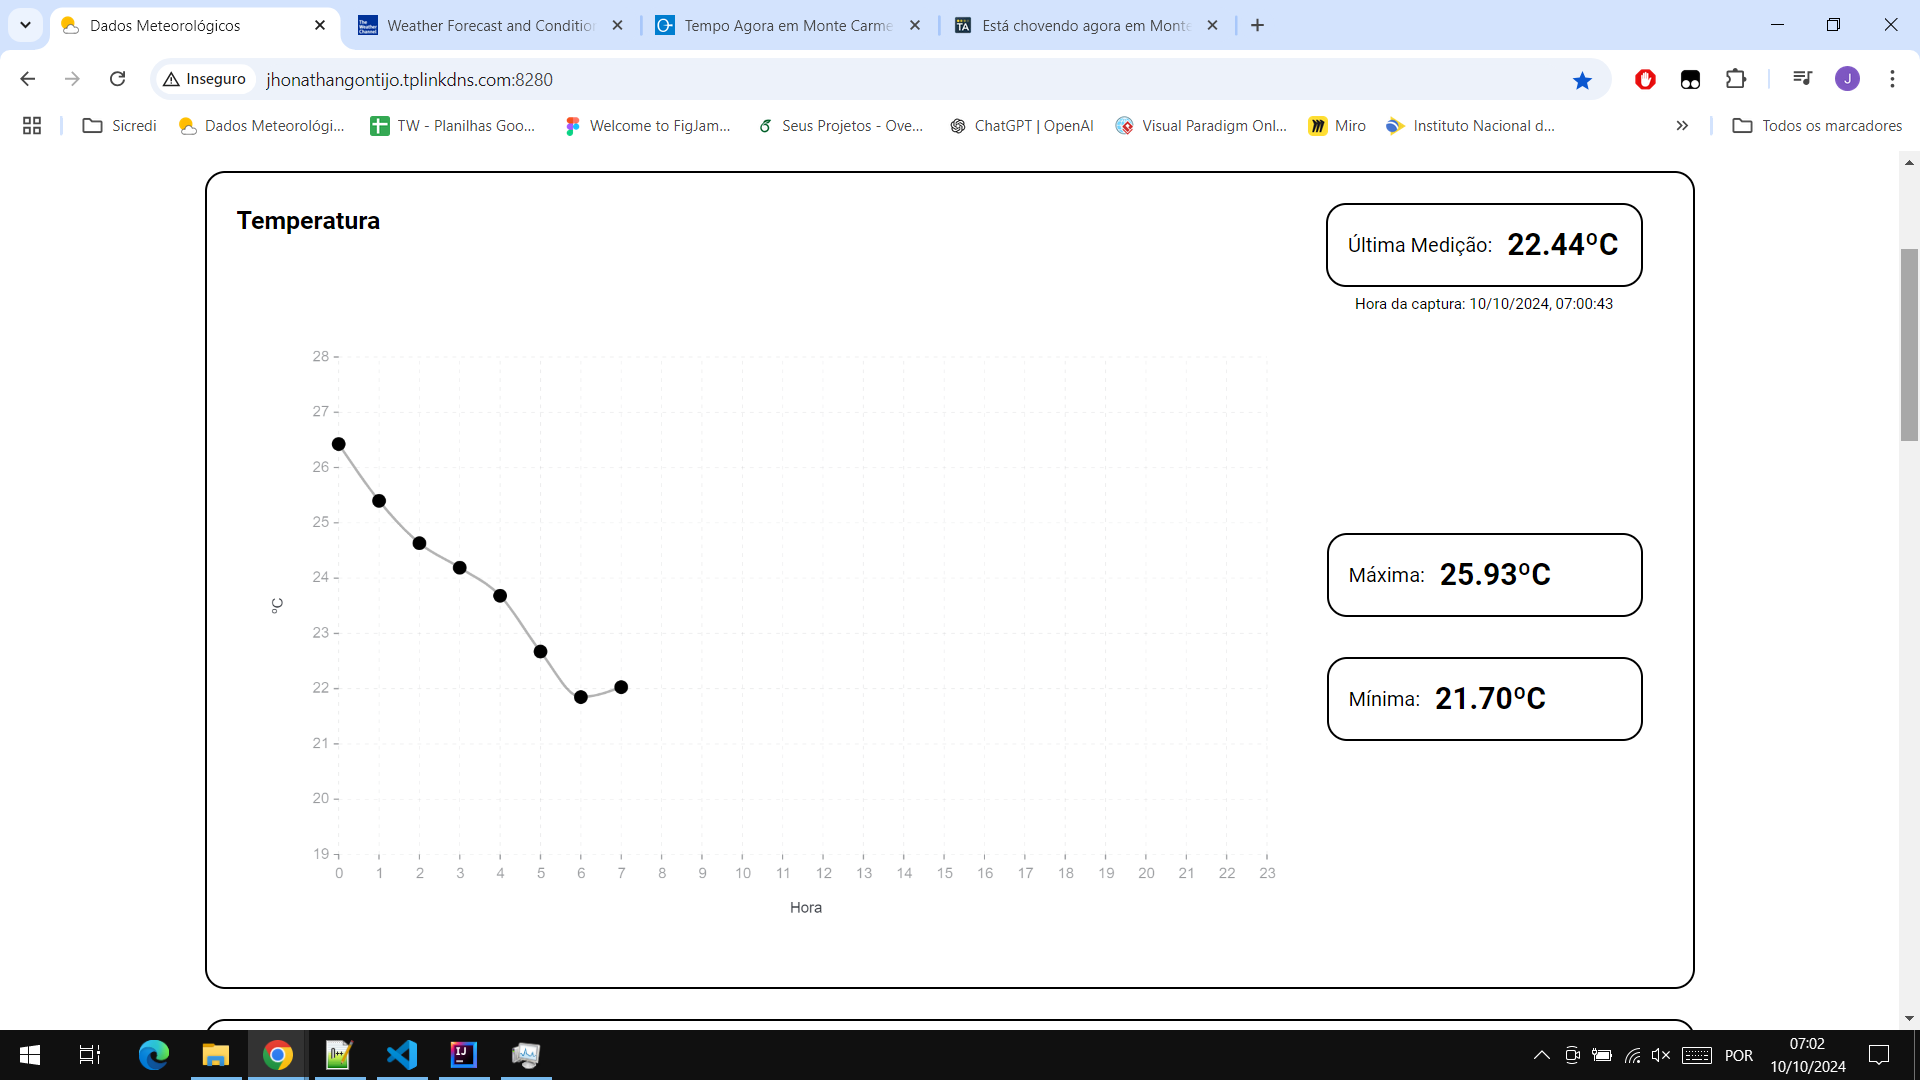 Dados Meteorológicos
Weather Forecast and Condition
Tempo Agora em Monte Carme
Está chovendo agora em Monte
Inseguro
jhonathangontijo.tplinkdns.com:8280
J
Sicredi
Dados Meteorológi...
TW - Planilhas Goo...
Welcome to FigJam...
Seus Projetos - Ove...
ChatGPT | OpenAI
Visual Paradigm Onl...
Miro
Instituto Nacional d...
Todos os marcadores
Temperatura
Última Medição: 22.44ºC
Hora da captura: 10/10/2024, 07:00:43
28
27
26
25
24
23
22
21
20
19
ºC
0 1 2 3 4 5 6 7 8 9 10 11 12 13 14 15 16 17 18 19 20 21 22 23
Hora
Máxima: 25.93ºC
Mínima: 21.70ºC
POR
07:02
10/10/2024